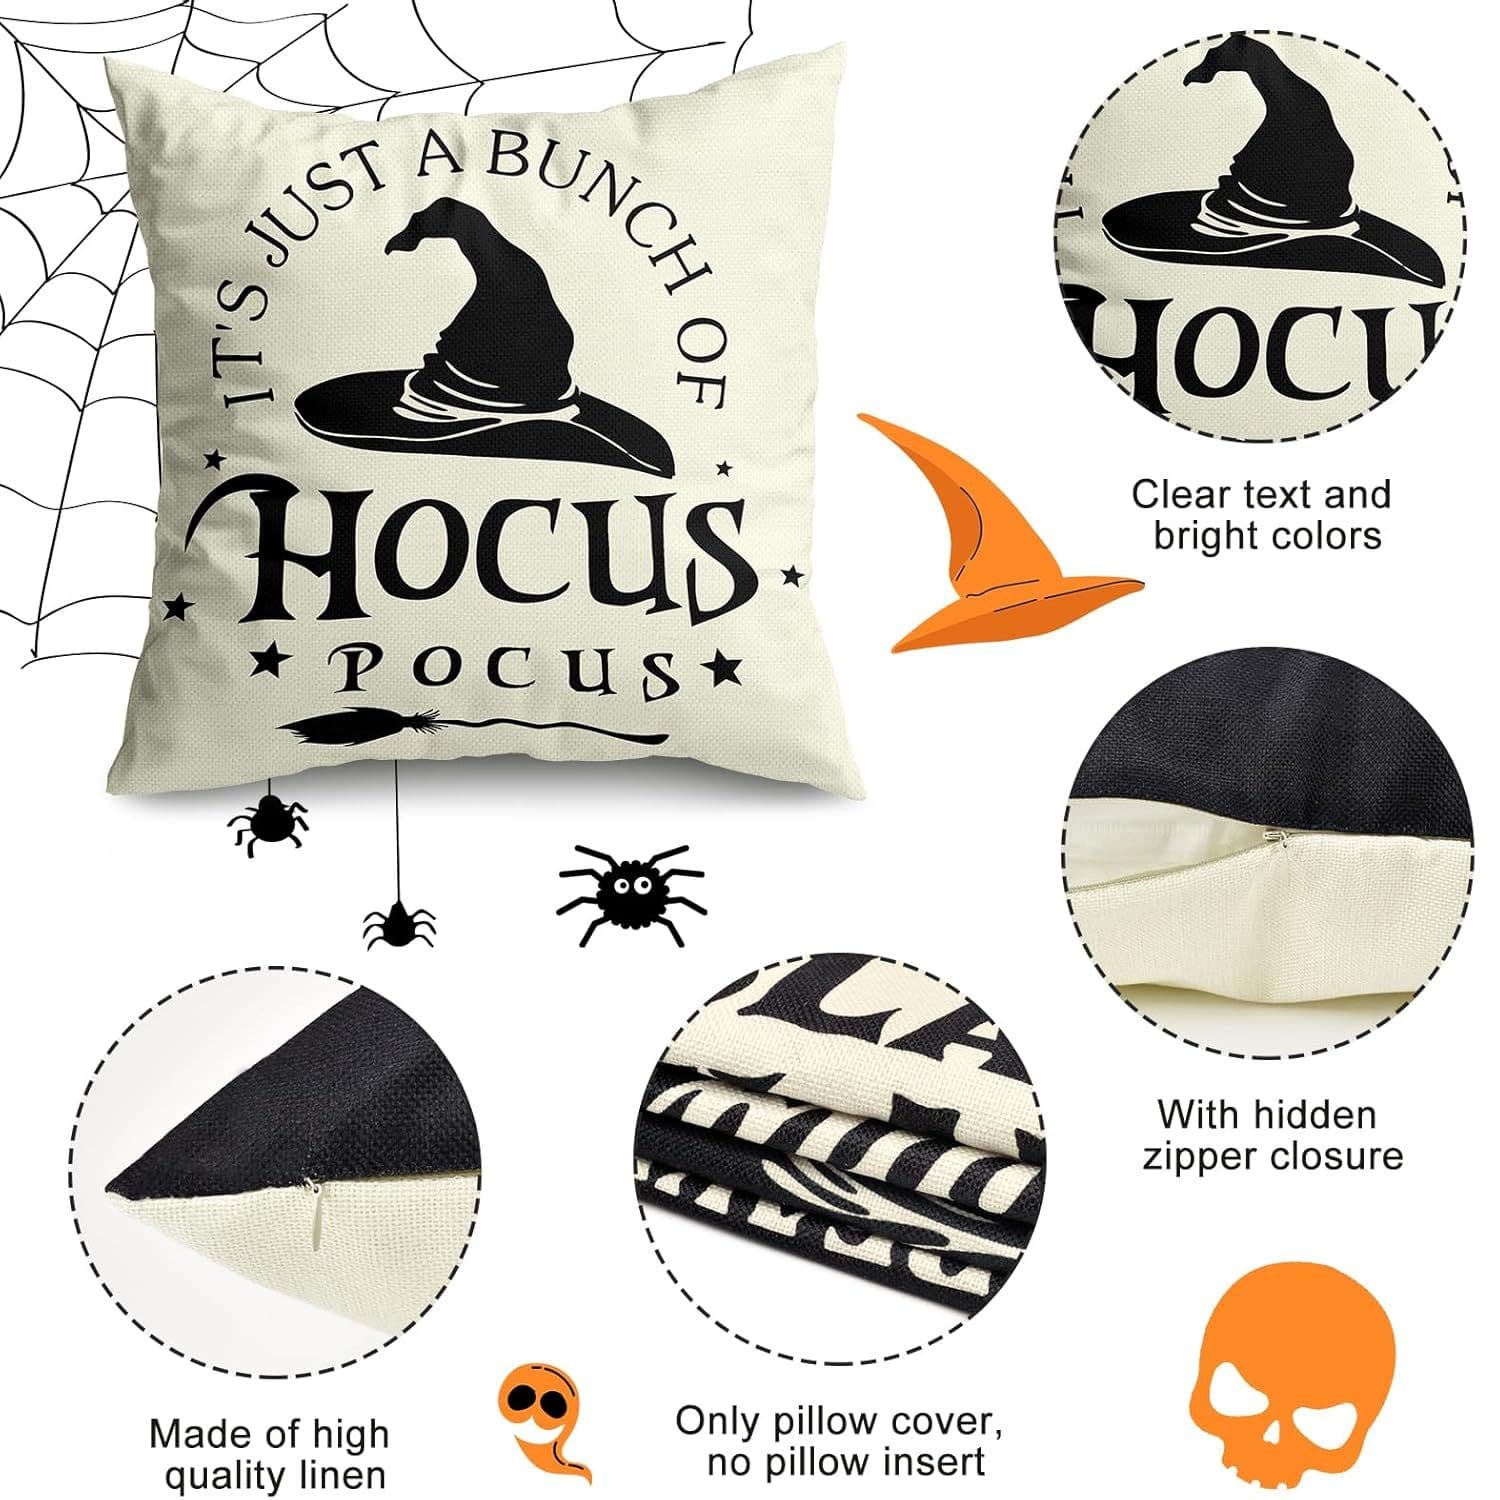 IT'S JUST A BUNCH OF
HOCUS
POCUS
HOCU
Clear text and
bright colors
With hidden
zipper closure
Made of high
quality linen
Only pillow cover,
no pillow insert